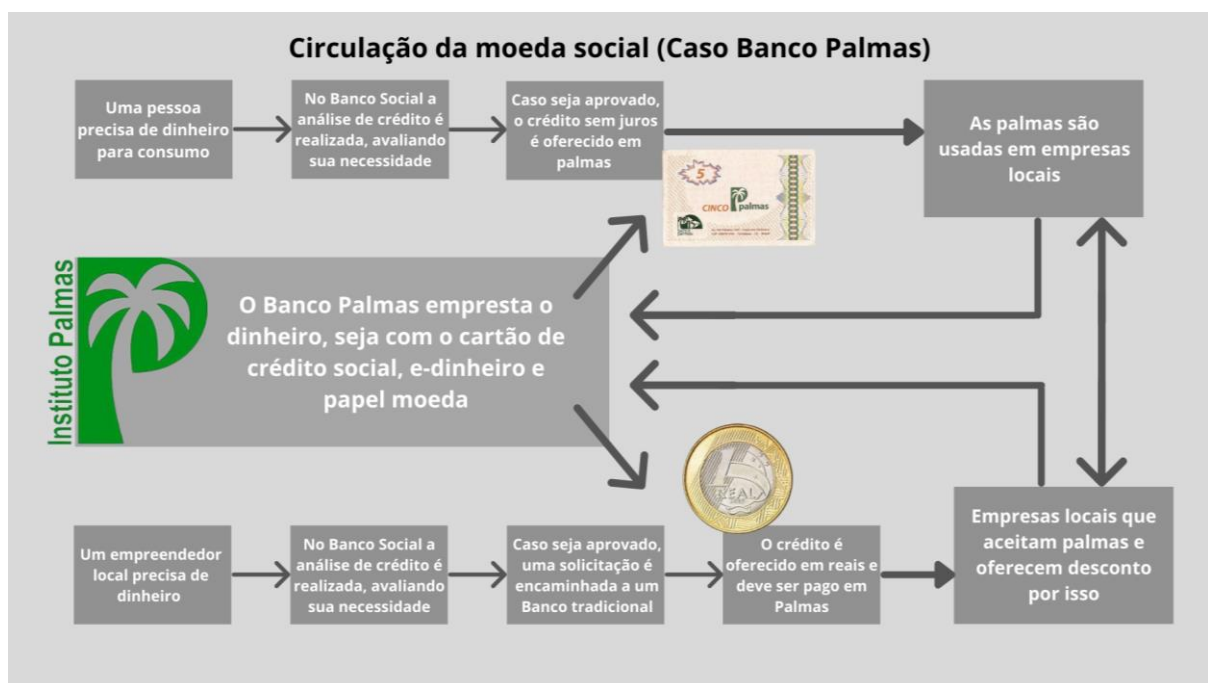 Circulação da moeda social (Caso Banco Palmas)
Uma pessoa
precisa de dinheiro
para consumo
No Banco Social a
análise de crédito é
realizada, avaliando
sua necessidade
Caso seja aprovado,
o crédito sem juros
é oferecido em
palmas
As palmas são
usadas em empresas
locais
5
CINCO palmas
Instituto Palmas
O Banco Palmas empresta o
dinheiro, seja com o cartão de
crédito social, e-dinheiro e
papel moeda
1
REAL
Um empreendedor
local precisa de
dinheiro
No Banco Social a
análise de crédito é
realizada, avaliando
sua necessidade
Caso seja aprovado,
uma solicitação é
encaminhada a um
Banco tradicional
O crédito é
oferecido em reais e
deve ser pago em
Palmas
Empresas locais que
aceitam palmas e
oferecem desconto
por isso